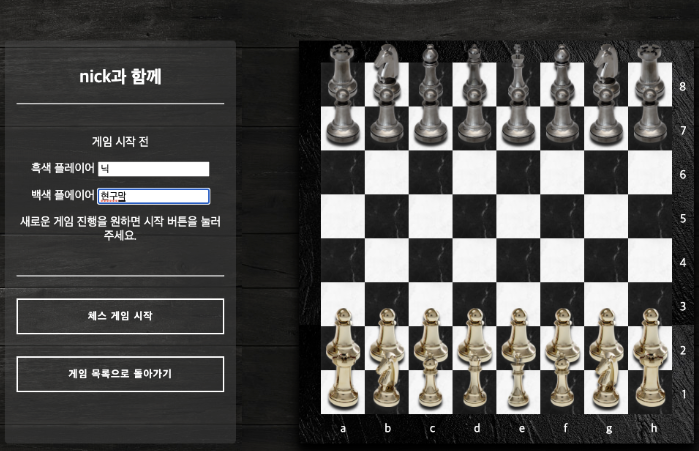 nick과 함께
게임 시작 전
흑색 플레이어 닉
백색 플에이어 현구막
새로운 게임 진행을 원하면 시작 버튼을 눌러
주세요.
체스 게임 시작
게임 목록으로 돌아가기
8
7
6
5
4
3
2
1
a b c d e f g h